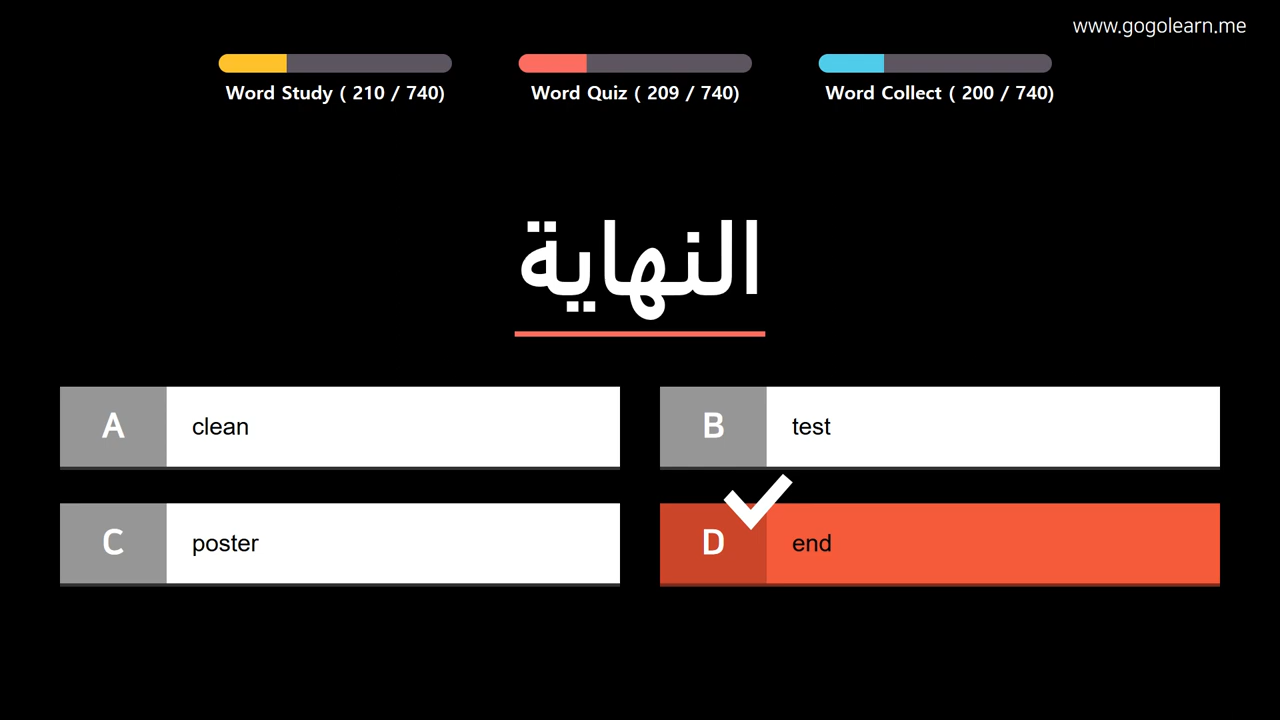 www.gogolearn.me
Word Study ( 210 / 740)
Word Quiz ( 209 / 740)
Word Collect ( 200 / 740)
النهاية
A clean
B test
C poster
D end